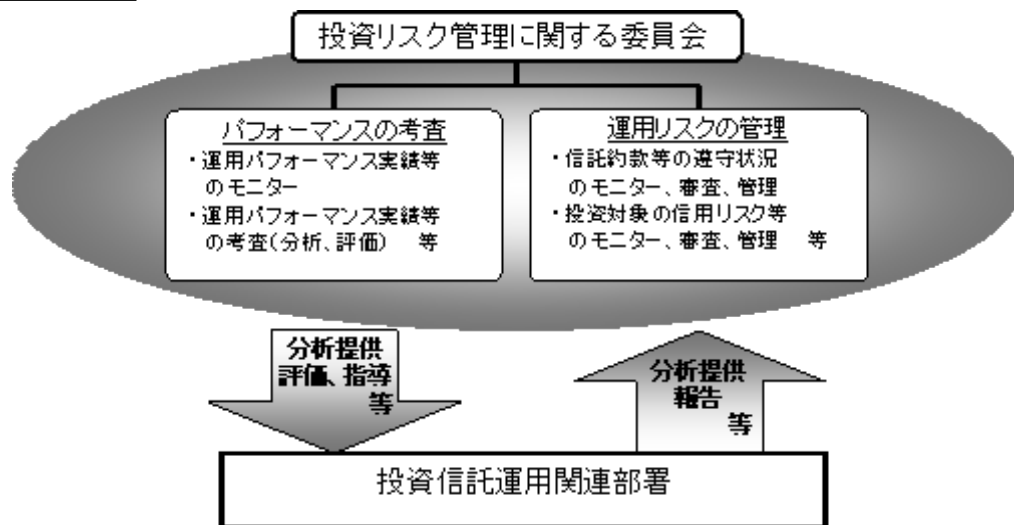 投資リスク管理に関する委員会
パフォーマンスの考査
・運用パフォーマンス実績等
のモニター
・運用パフォーマンス実績等
の考査(分析、評価) 等
運用リスクの管理
・信託約款等の遵守状況
のモニター、審査、管理
・投資対象の信用リスク等
のモニター、審査、管理 等
分析提供
評価、指導
等
分析提供
報告
等
投資信託運用関連部署